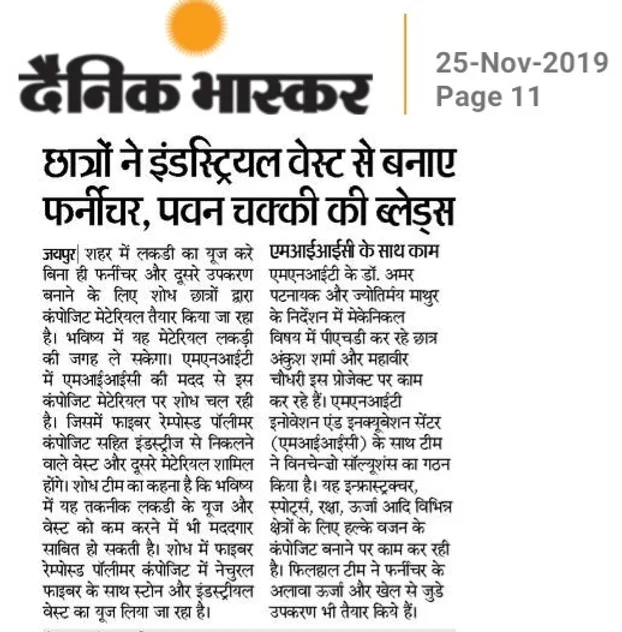 दैनिक भास्कर
25-Nov-2019
Page 11
छात्रों ने इंडस्ट्रियल वेस्ट से बनाए
फर्नीचर, पवन चक्की की ब्लेड्स
जयपुर| शहर में लकडी का यूज करे
बिना ही फर्नीचर और दूसरे उपकरण
बनाने के लिए शोध छात्रों द्वारा
कंपोजिट मेटेरियल तैयार किया जा रहा
है। भविष्य में यह मेटेरियल लकड़ी
की जगह ले सकेगा। एमएनआईटी
में एमआईआईसी की मदद से इस
कंपोजिट मेटेरियल पर शोध चल रही
है। जिसमें फाइबर रेम्पोस्ड पॉलीमर
कंपोजिट सहित इंडस्ट्रीज से निकलने
वाले वेस्ट और दूसरे मेटेरियल शामिल
होंगे। शोध टीम का कहना है कि भविष्य
में यह तकनीक लकडी के यूज और
वेस्ट को कम करने में भी मददगार
साबित हो सकती है। शोध में फाइबर
रेम्पोस्ड पॉलीमर कंपोजिट में नेचुरल
फाइबर के साथ स्टोन और इंडस्ट्रीयल
वेस्ट का यूज लिया जा रहा है।
एमआईआईसी के साथ काम
एमएनआईटी के डॉ. अमर
पटनायक और ज्योतिर्मय माथुर
के निर्देशन में मेकेनिकल
विषय में पीएचडी कर रहे छात्र
अंकुश शर्मा और महावीर
चौधरी इस प्रोजेक्ट पर काम
कर रहे हैं। एमएनआईटी
इनोवेशन एंड इनक्यूबेशन सेंटर
(एमआईआईसी) के साथ टीम
ने विनचेन्जो सॉल्यूशंस का गठन
किया है। यह इन्फ्रास्ट्रक्चर,
स्पोर्ट्स, रक्षा, ऊर्जा आदि विभिन्न
क्षेत्रों के लिए हल्के वजन के
कंपोजिट बनाने पर काम कर रही
है। फिलहाल टीम ने फर्नीचर के
अलावा ऊर्जा और खेल से जुडे
उपकरण भी तैयार किये हैं।